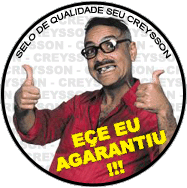 SELO DE QUALIDADE SEU CREYSSON
EÇE EU
AGARANTIU
!!!